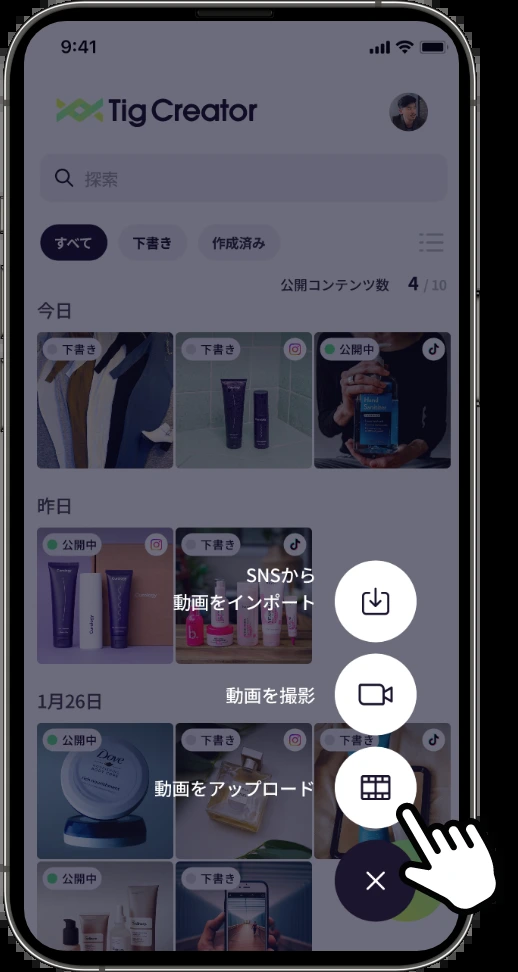 9:41
Tig Creator
探索
すべて 下書き 作成済み
公開コンテンツ数 4 / 10
今日
下書き 下書き 公開中
昨日
公開中 下書き
SNSから
動画をインポート
動画を撮影
1月26日
公開中 下書き 下書き
Dove
動画をアップロード
公開中 下書き